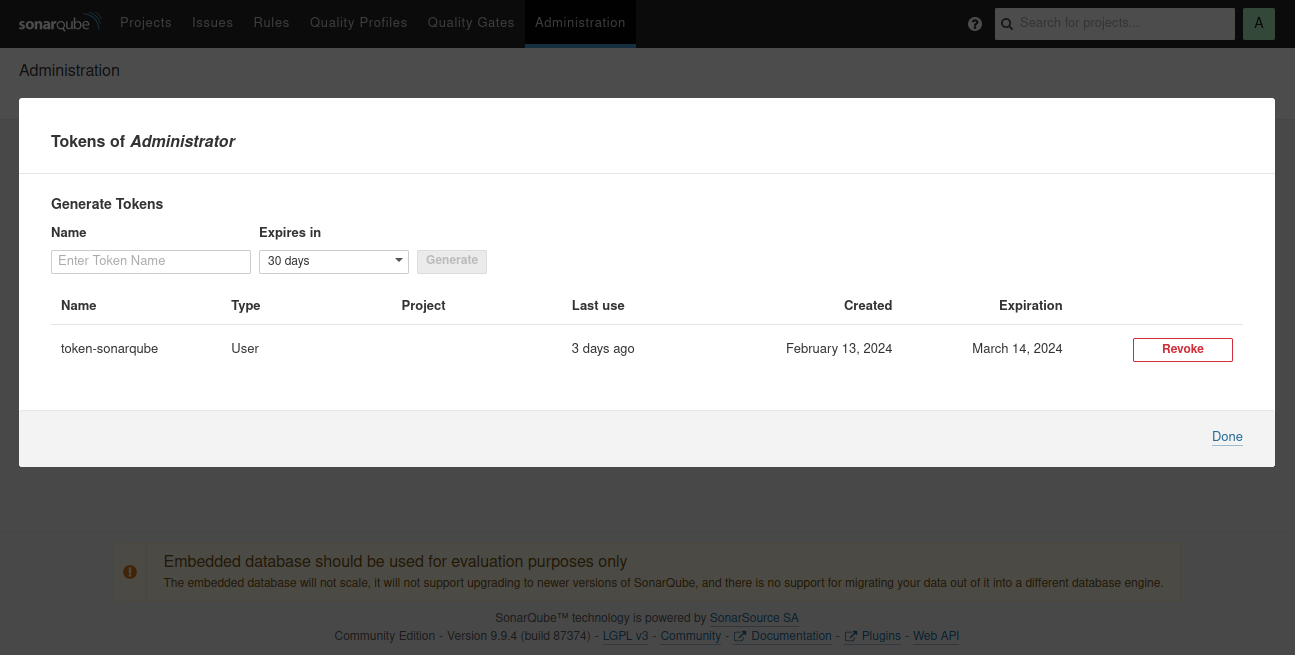 sonarqube Projects Issues Rules Quality Profiles Quality Gates Administration ? Search for projects... A
Administration
Tokens of Administrator
Generate Tokens
Name Expires in
Enter Token Name 30 days Generate
Name Type Project Last use Created Expiration
token-sonarqube User 3 days ago February 13, 2024 March 14, 2024 Revoke
Done
Embedded database should be used for evaluation purposes only
The embedded database will not scale, it will not support upgrading to newer versions of SonarQube, and there is no support for migrating your data out of it into a different database engine.
SonarQube™ technology is powered by SonarSource SA
Community Edition - Version 9.9.4 (build 87374) - LGPL v3 - Community - Documentation - Plugins - Web API